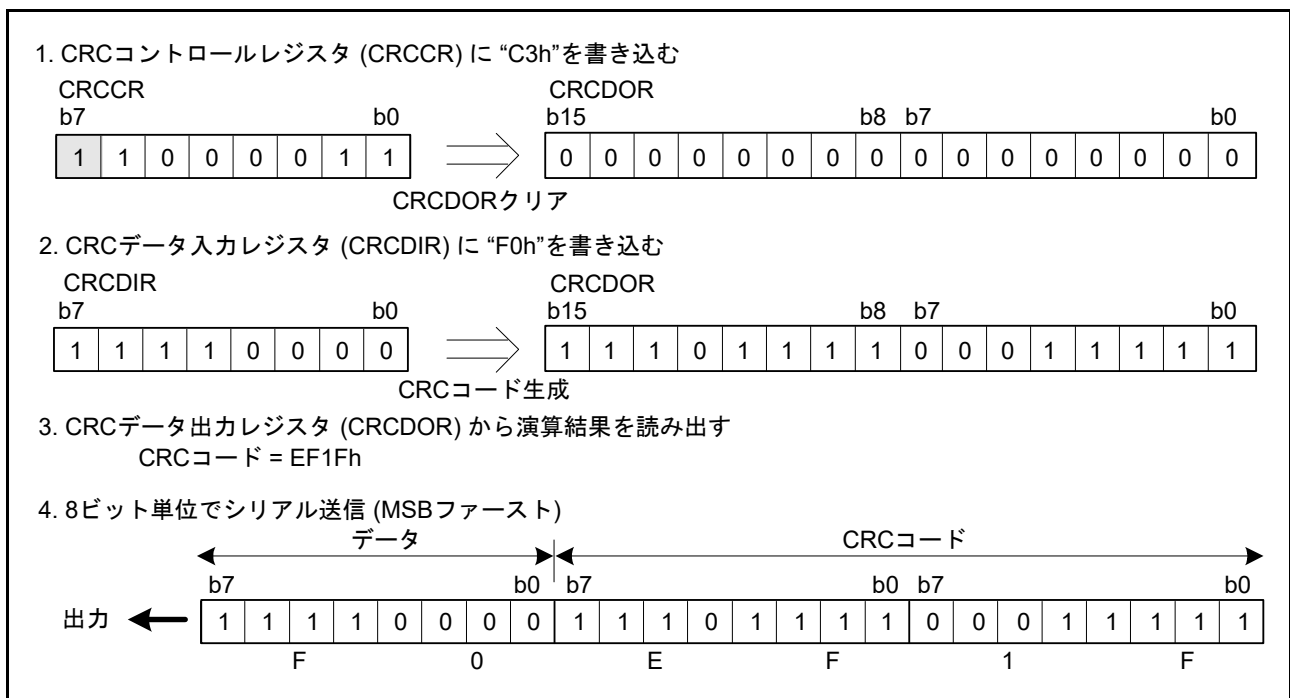 1. CRCコントロールレジスタ (CRCCR) に “C3h”を書き込む
CRCCR CRCDOR
b7 b0 b15 b8 b7 b0
1 1 0 0 0 0 1 1 0 0 0 0 0 0 0 0 0 0 0 0 0 0 0 0
CRCDORクリア
2. CRCデータ入力レジスタ (CRCDIR) に “F0h”を書き込む
CRCDIR CRCDOR
b7 b0 b15 b8 b7 b0
1 1 1 1 0 0 0 0 1 1 1 0 1 1 1 1 0 0 0 1 1 1 1 1
CRCコード生成
3. CRCデータ出力レジスタ (CRCDOR) から演算結果を読み出す
CRCコード = EF1Fh
4. 8ビット単位でシリアル送信 (MSBファースト)
データ CRCコード
b7 b0 b7 b0 b7 b0
出力 1 1 1 1 0 0 0 0 1 1 1 0 1 1 1 1 0 0 0 1 1 1 1 1
F 0 E F 1 F